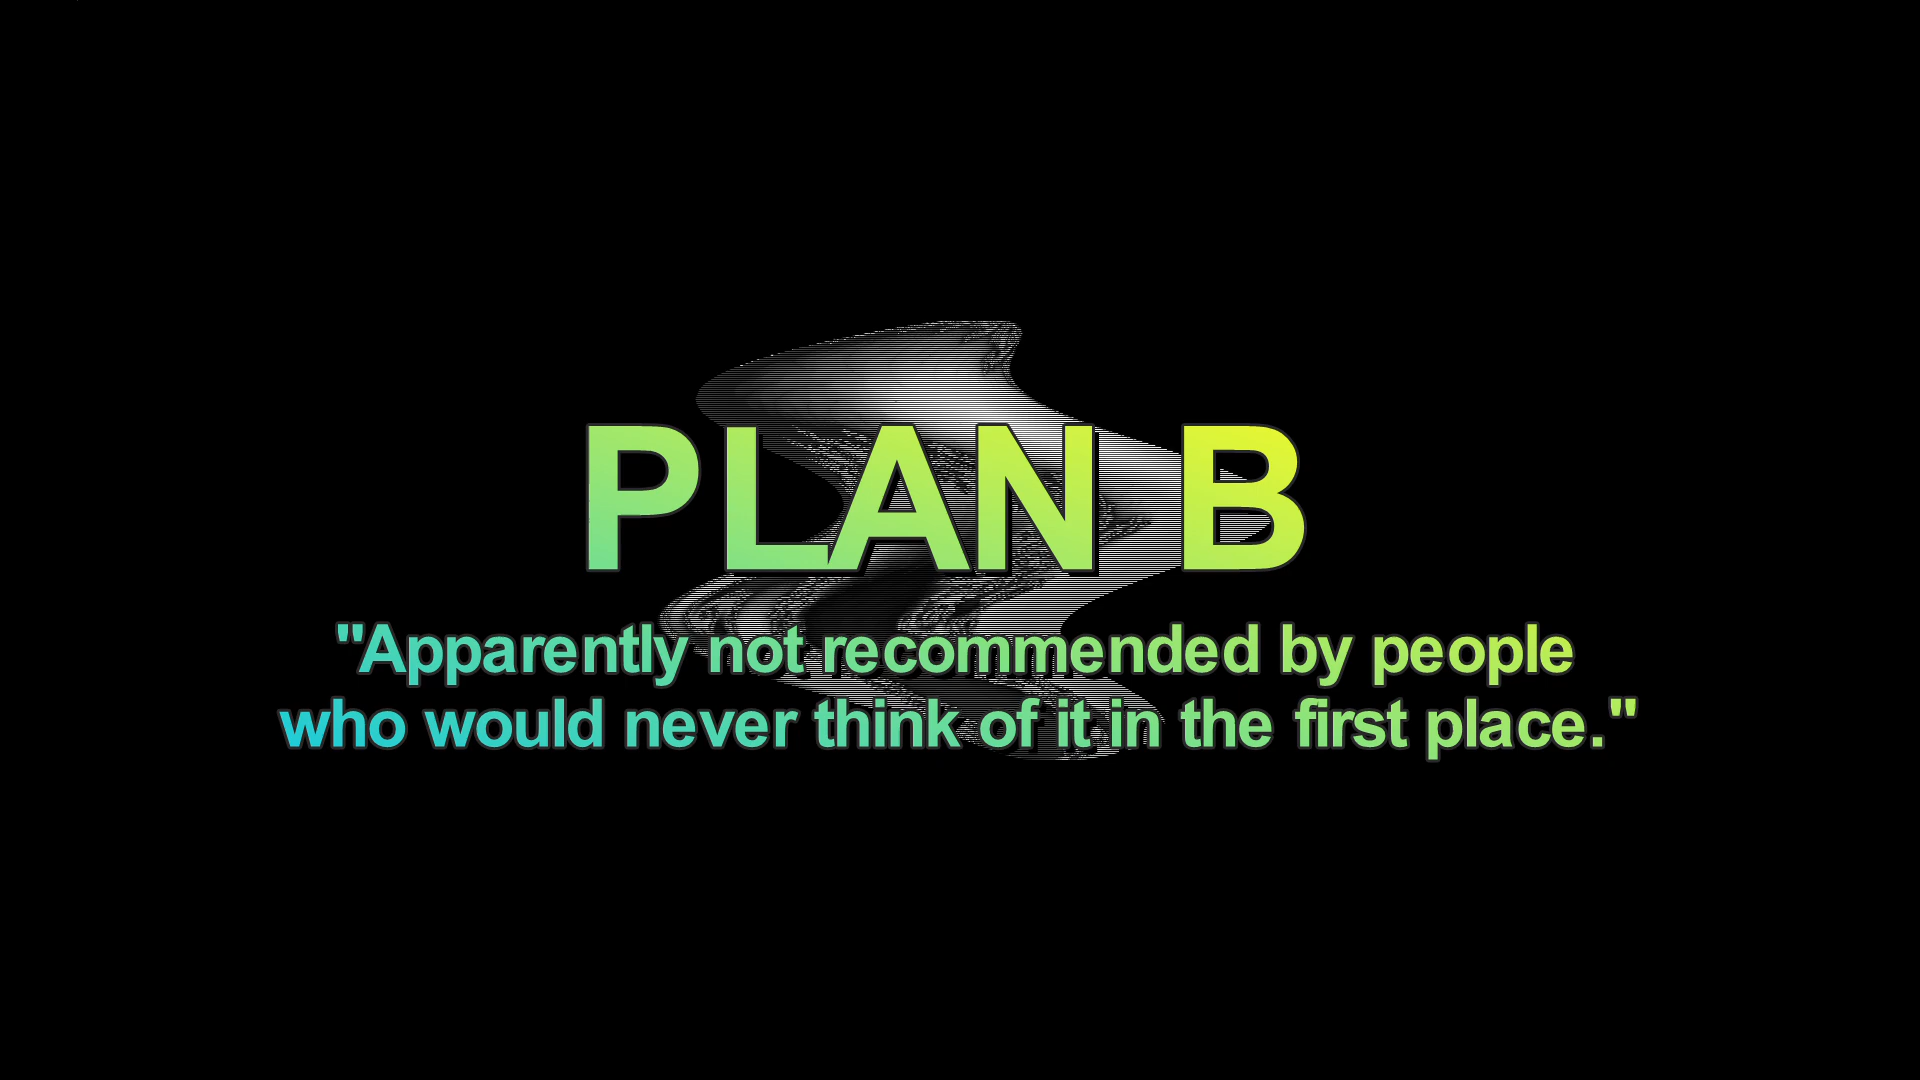 PLAN B
"Apparently not recommended by people
who would never think of it in the first place."